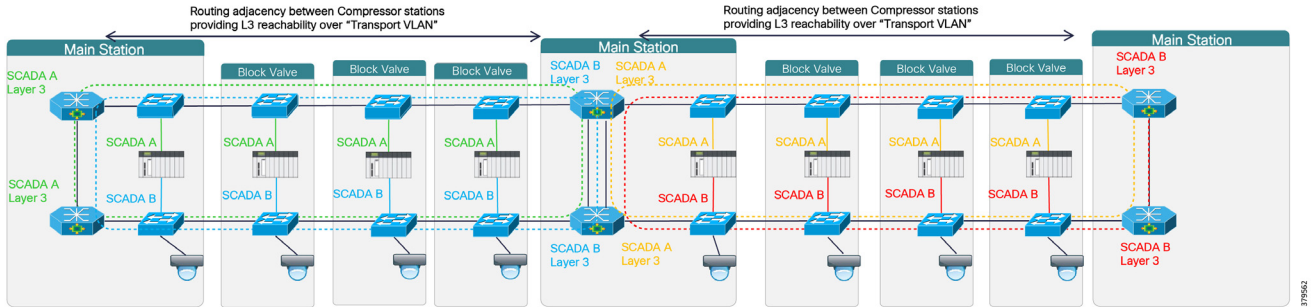 Routing adjacency between Compressor stations
providing L3 reachability over “Transport VLAN”
Routing adjacency between Compressor stations
providing L3 reachability over “Transport VLAN”
Main Station
Main Station
Main Station
Block Valve
Block Valve
Block Valve
Block Valve
Block Valve
Block Valve
SCADA A
Layer 3
SCADA B
Layer 3
SCADA A
Layer 3
SCADA B
Layer 3
SCADA A
SCADA A
SCADA A
SCADA A
SCADA A
SCADA A
SCADA A
SCADA A
SCADA A
Layer 3
SCADA B
SCADA B
SCADA B
SCADA B
SCADA B
SCADA B
SCADA B
SCADA B
SCADA B
Layer 3
SCADA A
Layer 3
SCADA B
Layer 3
379562